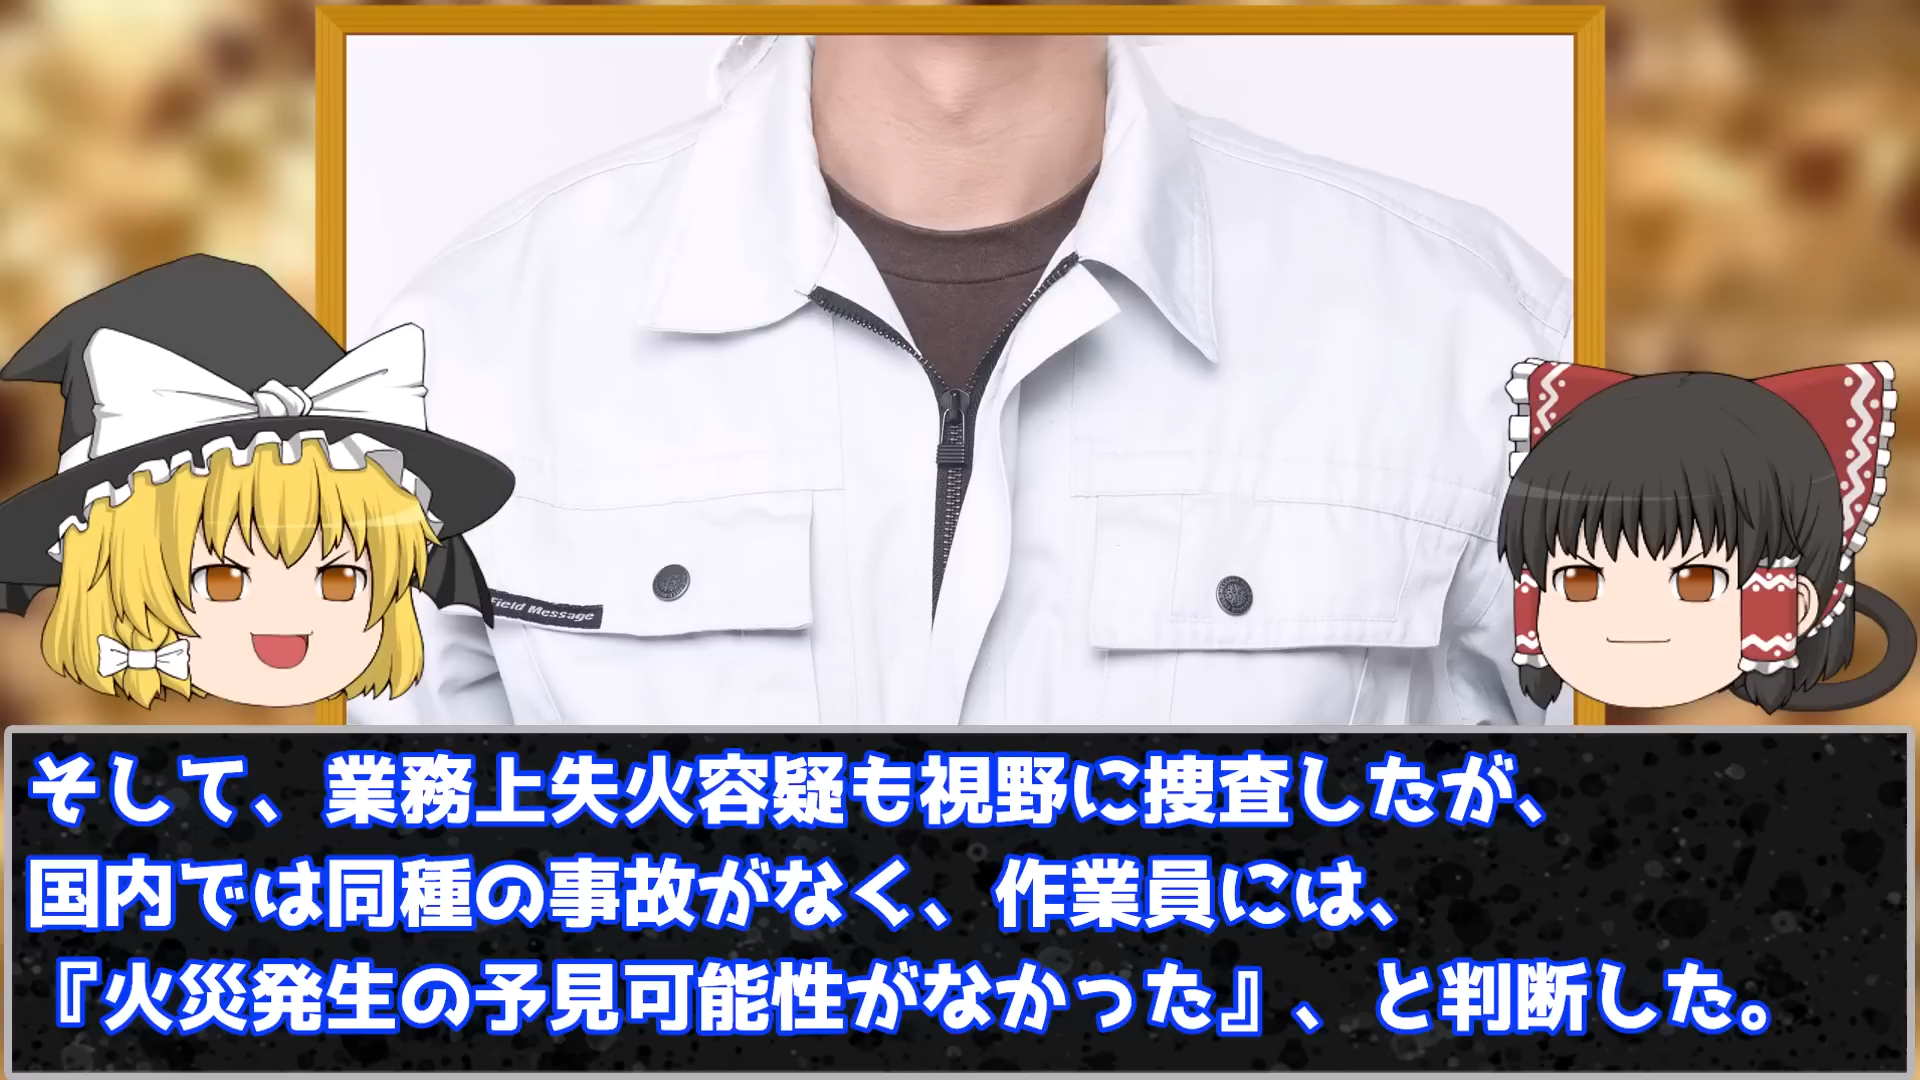 Field Message
そして、業務上失火容疑も視野に捜査したが、
国内では同種の事故がなく、作業員には、
『火災発生の予見可能性がなかった』、と判断した。